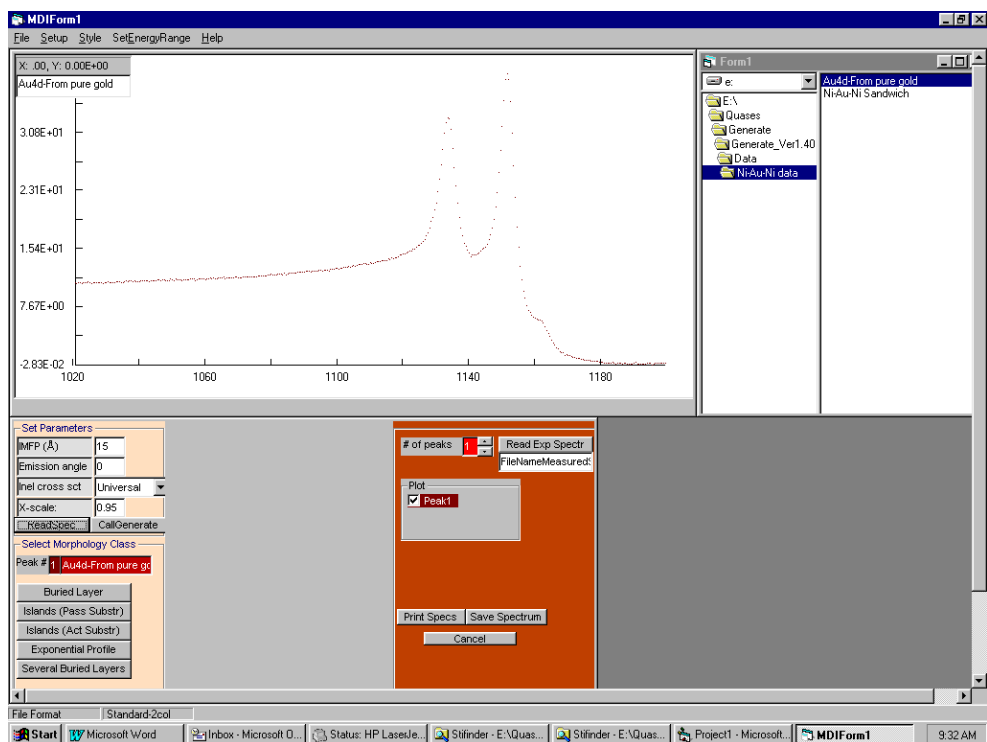 MDIForm1
File Setup Style SetEnergyRange Help
X: .00, Y: 0.00E+00
Au4d-From pure gold
3.08E+01
2.31E+01
1.54E+01
7.67E+00
-2.83E-02
1020 1060 1100 1140 1180
Form1
e:
E:\
Quases
Generate
Generate_Ver1.40
Data
Ni-Au-Ni data
Au4d-From pure gold
Ni-Au-Ni Sandwich
Set Parameters
IMFP (Å) 15
Emission angle 0
Inel cross sct Universal
X-scale: 0.95
ReadSpec CallGenerate
Select Morphology Class
Peak # 1 Au4d-From pure go
Buried Layer
Islands (Pass Substr)
Islands (Act Substr)
Exponential Profile
Several Buried Layers
# of peaks 1 Read Exp Spectr
FileNameMeasuredS
Plot
Peak1
Print Specs Save Spectrum
Cancel
File Format Standard-2col
Start Microsoft Word Inbox - Microsoft O... Status: HP LaserJe... Stifinder - E:\Quas... Stifinder - E:\Quas... Project1 - Microsoft... MDIForm1 9:32 AM